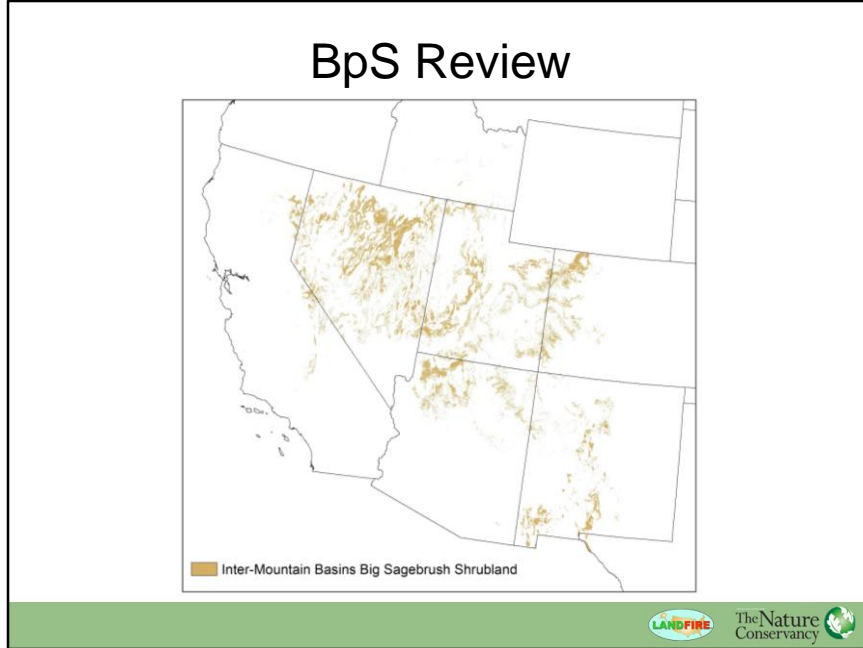 BpS Review
Inter-Mountain Basins Big Sagebrush Shrubland
LANDFIRE
The Nature
Conservancy